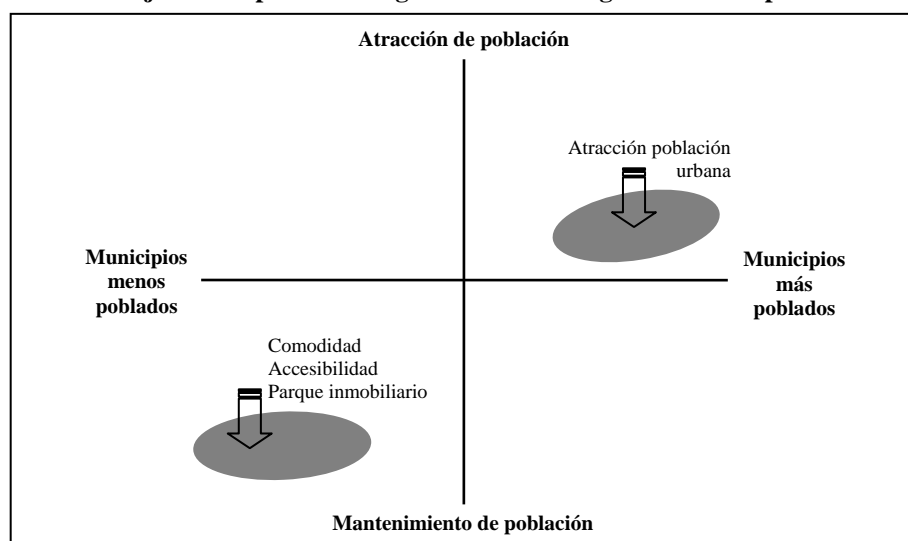 Atracción de población
Atracción población
urbana
Municipios
menos
poblados
Municipios
más
poblados
Comodidad
Accesibilidad
Parque inmobiliario
Mantenimiento de población